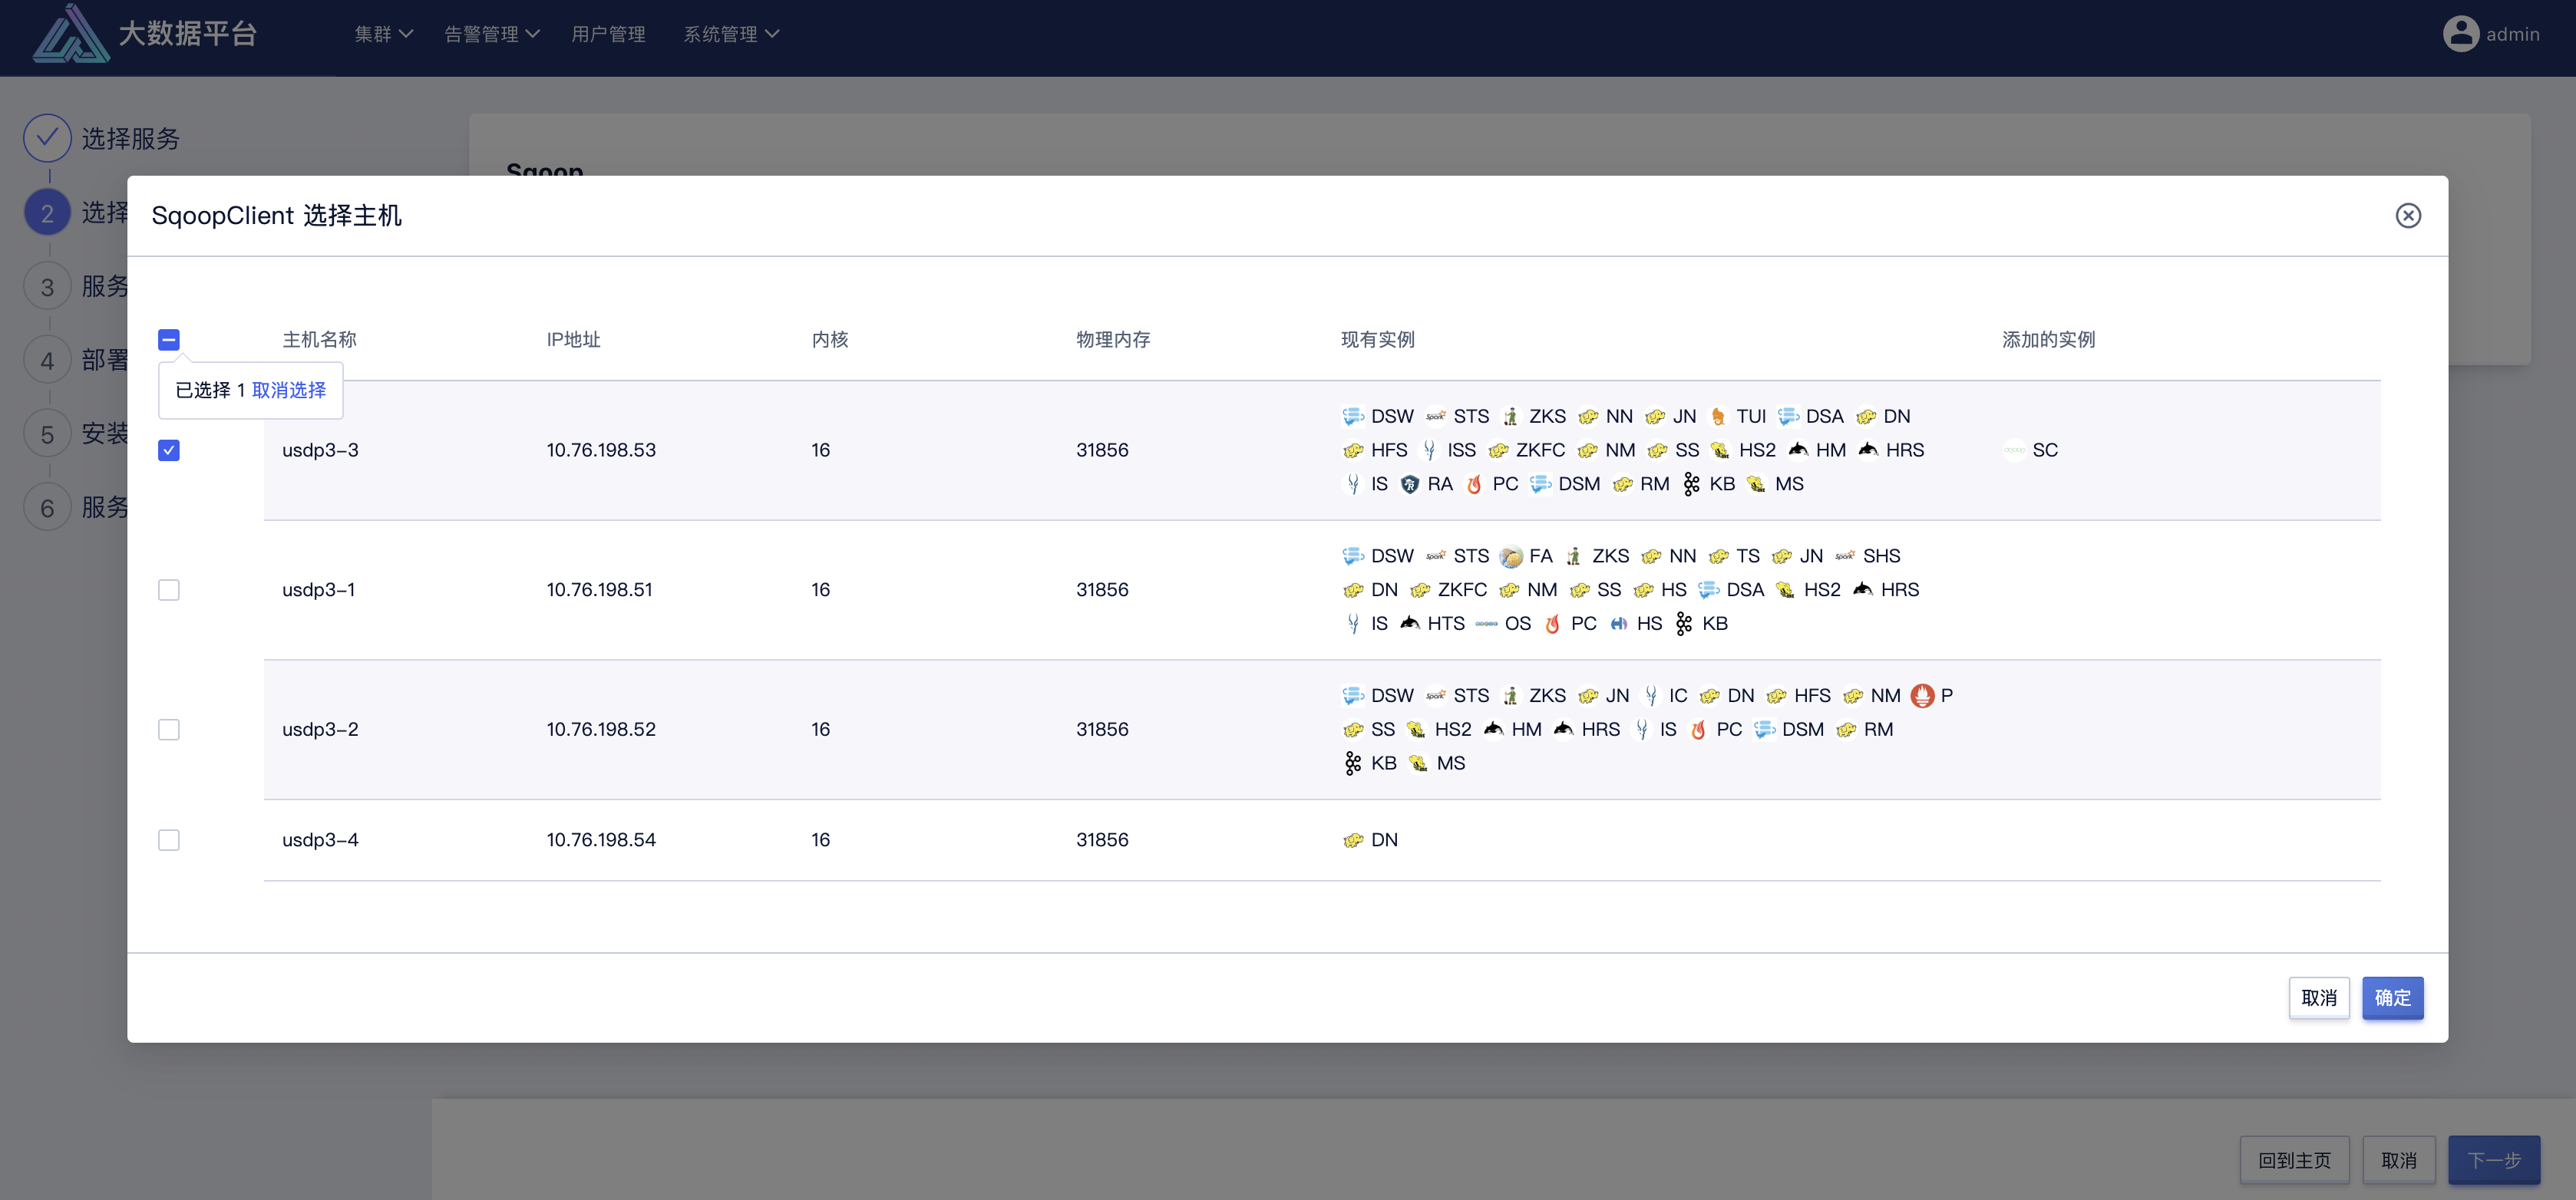 大数据平台
集群 告警管理 用户管理 系统管理
admin
选择服务
Sqoop
2 选择
3 服务
4 部署
5 安装
6 服务
SqoopClient 选择主机
主机名称 IP地址 内核 物理内存 现有实例 添加的实例
已选择 1 取消选择
usdp3-3 10.76.198.53 16 31856
DSW STS ZKS NN JN TUI DSA DN
HFS ISS ZKFC NM SS HS2 HM HRS
IS RA PC DSM RM KB MS
SC
usdp3-1 10.76.198.51 16 31856
DSW STS FA ZKS NN TS JN SHS
DN ZKFC NM SS HS DSA HS2 HRS
IS HTS OS PC HS KB
usdp3-2 10.76.198.52 16 31856
DSW STS ZKS JN IC DN HFS NM P
SS HS2 HM HRS IS PC DSM RM
KB MS
usdp3-4 10.76.198.54 16 31856
DN
取消 确定
回到主页 取消 下一步